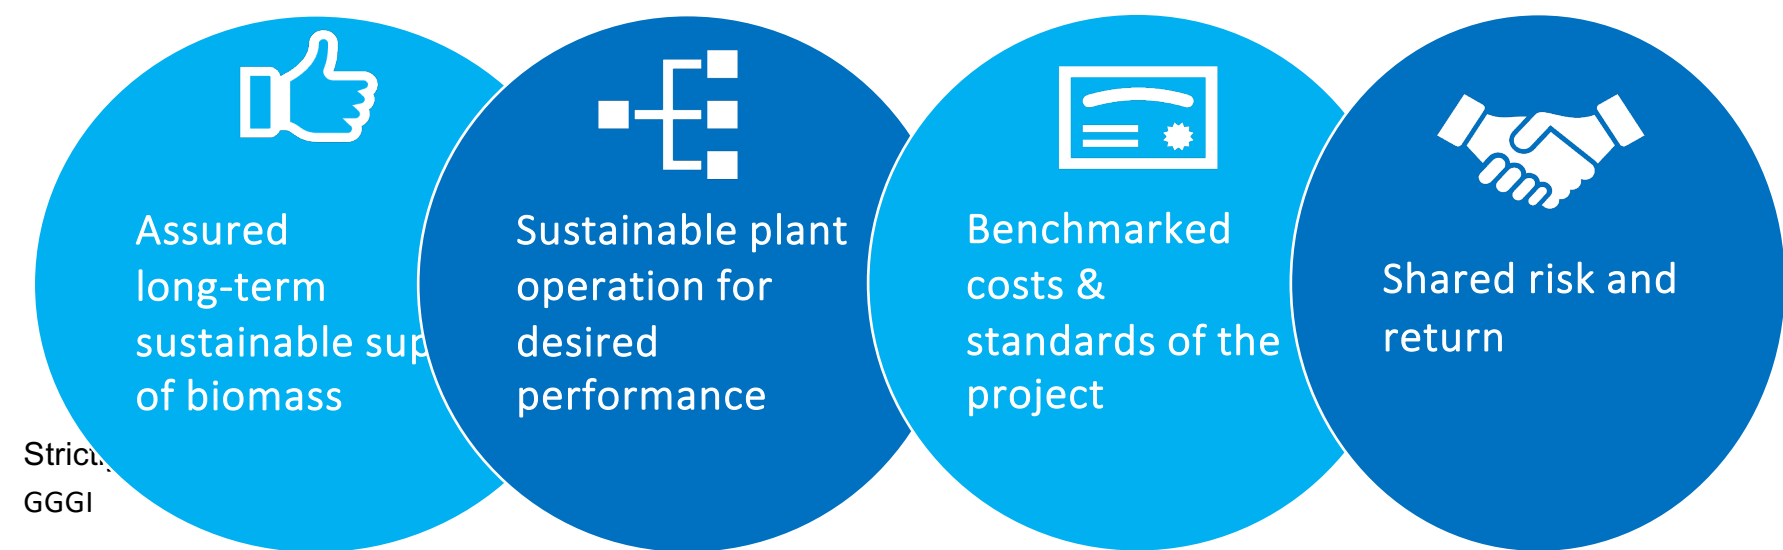 Assured
long-term
sustainable
of biomass
Sustainable plant
operation for
desired
performance
Benchmarked
costs &
standards of the
project
Shared risk and
return
GGGI